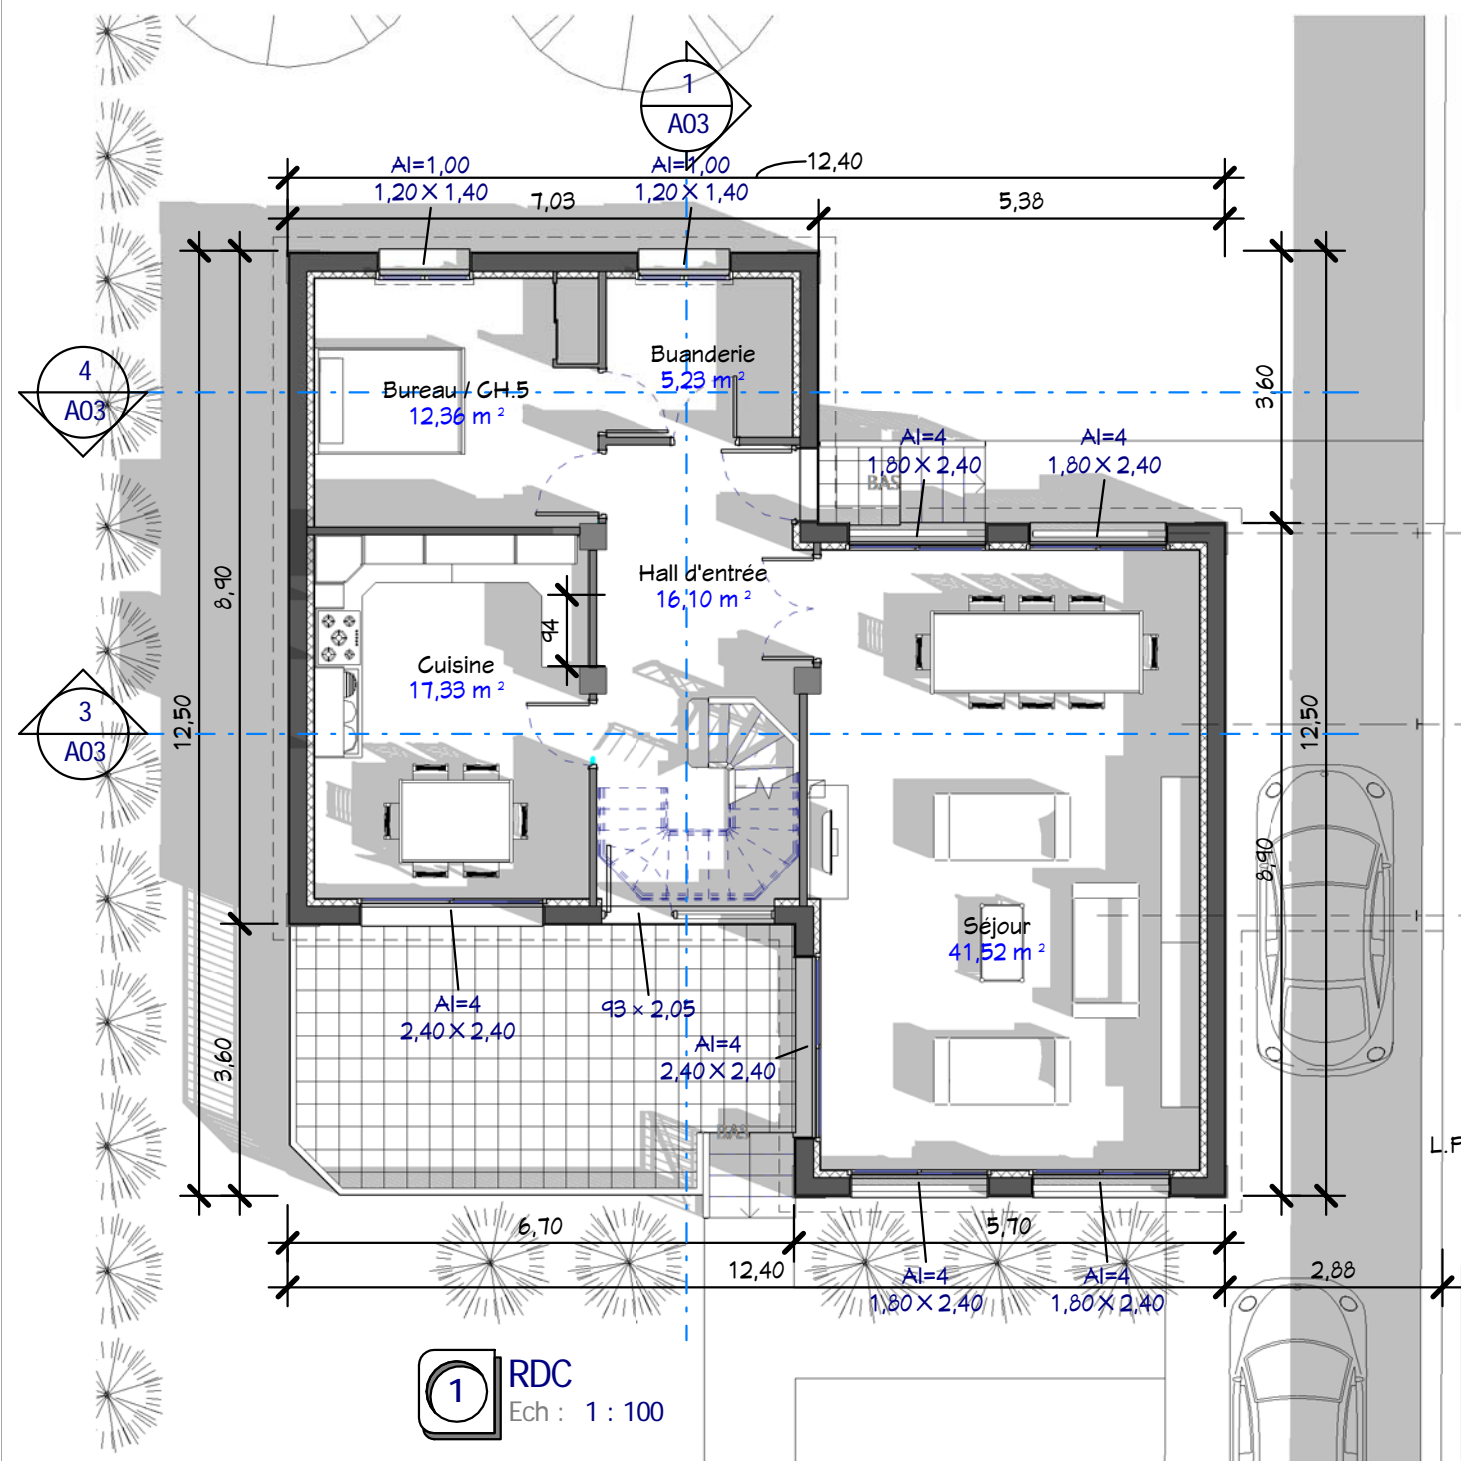 1
A03
12,40
Al=1,00
Al=1,00
1,20 X 1,40
1,20 X 1,40
7,03
5,38
Buanderie
5,23 m²
4
A03
Bureau / CH.5
12,36 m²
3,60
Al=4
Al=4
1,80 X 2,40
1,80 X 2,40
BAS
Hall d'entrée
16,10 m²
8,90
94
Cuisine
17,33 m²
3
A03
12,50
12,50
8,90
Séjour
41,52 m²
Al=4
2,40 X 2,40
93 x 2,05
Al=4
2,40 X 2,40
3,60
BAS
L.F
6,70
5,70
12,40
2,88
Al=4
Al=4
1,80 X 2,40
1,80 X 2,40
1
RDC
Ech : 1 : 100